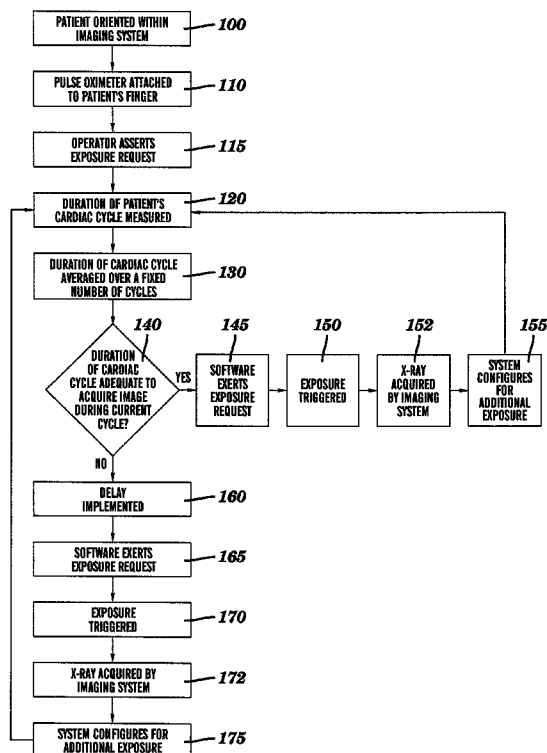 PATIENT ORIENTED WITHIN
IMAGING SYSTEM
100
PULSE OXIMETER ATTACHED
TO PATIENT'S FINGER
110
OPERATOR ASSERTS
EXPOSURE REQUEST
115
DURATION OF PATIENT'S
CARDIAC CYCLE MEASURED
120
DURATION OF CARDIAC CYCLE
AVERAGED OVER A FIXED
NUMBER OF CYCLES
130
140
DURATION
OF CARDIAC
CYCLE ADEQUATE TO
ACQUIRE IMAGE
DURING CURRENT
CYCLE?
YES
145
SOFTWARE
EXERTS
EXPOSURE
REQUEST
150
EXPOSURE
TRIGGERED
152
X-RAY
ACQUIRED
BY IMAGING
SYSTEM
155
SYSTEM
CONFIGURES
FOR
ADDITIONAL
EXPOSURE
NO
DELAY
IMPLEMENTED
160
SOFTWARE EXERTS
EXPOSURE REQUEST
165
EXPOSURE
TRIGGERED
170
X-RAY ACQUIRED BY
IMAGING SYSTEM
172
SYSTEM CONFIGURES FOR
ADDITIONAL EXPOSURE
175